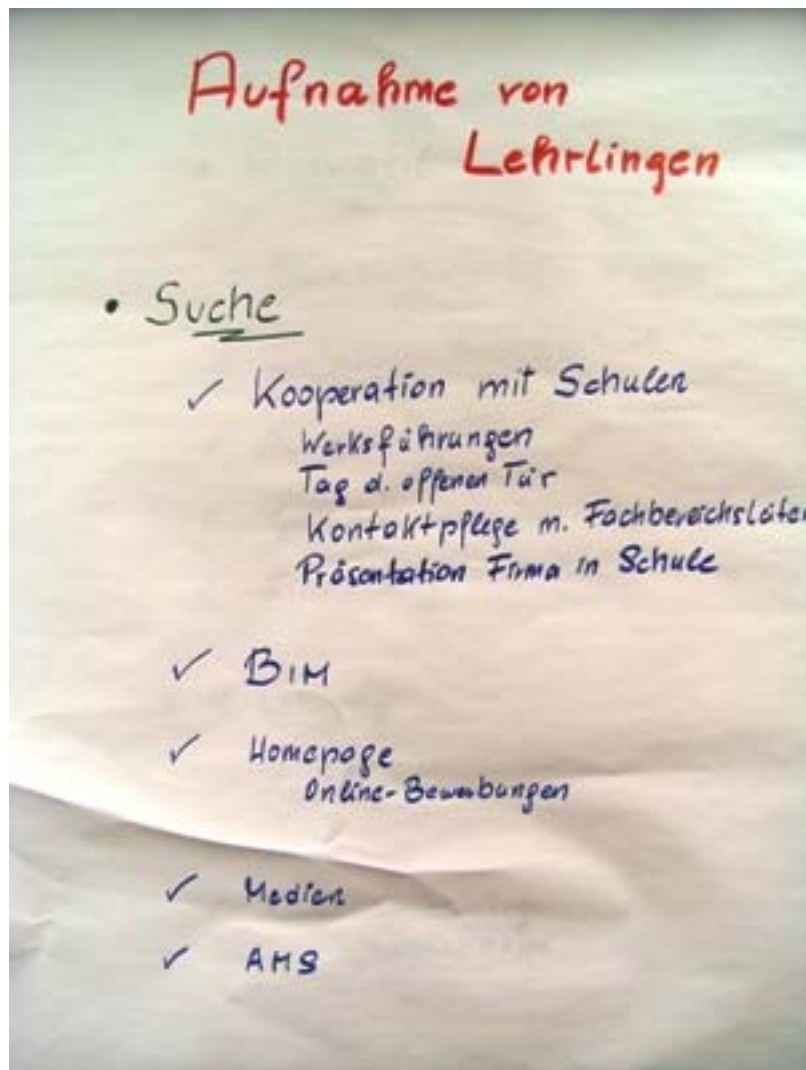 Aufnahme von
Lehrlingen
• Suche
✓ Kooperation mit Schulen
Werksführungen
Tag d. offenen Tür
Kontaktpflege m. Fachbereichsleiter
Präsentation Firma in Schule
✓ BIM
✓ Homepage
Online-Bewerbungen
✓ Medien
✓ AMS